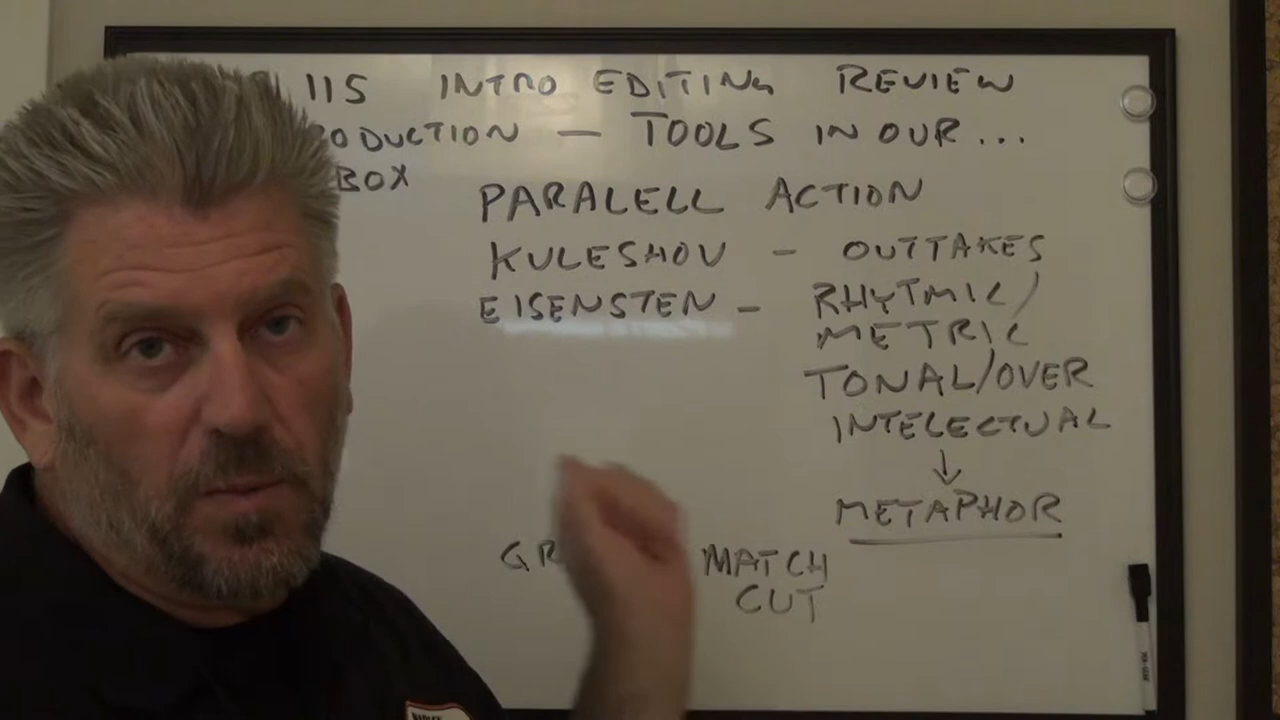 115 INTRO EDITING REVIEW
ODUCTION — TOOLS IN OUR...
BOX
PARALELL ACTION
KULESHOV - OUTTAKES
EISENSTEN - RHYTMIC/
METRIC
TONAL/OVER
INTELECTUAL
↓
METAPHOR
GR MATCH
CUT